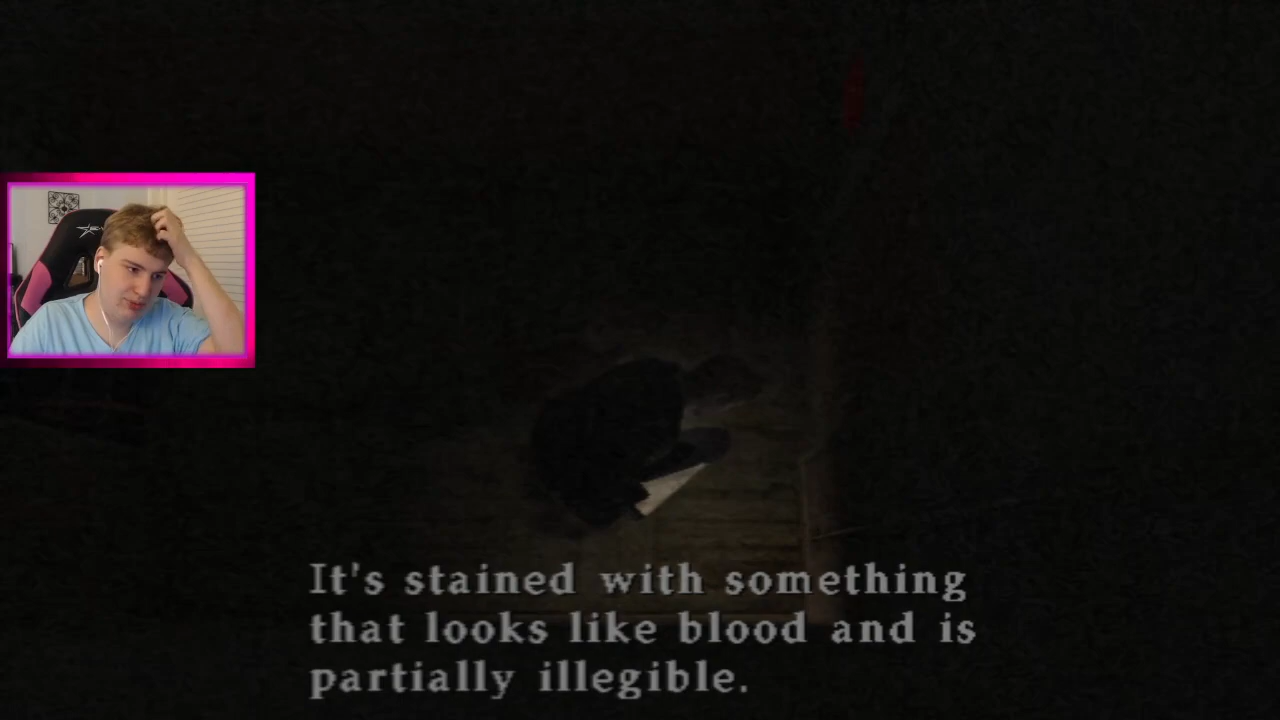 It's stained with something
that looks like blood and is
partially illegible.